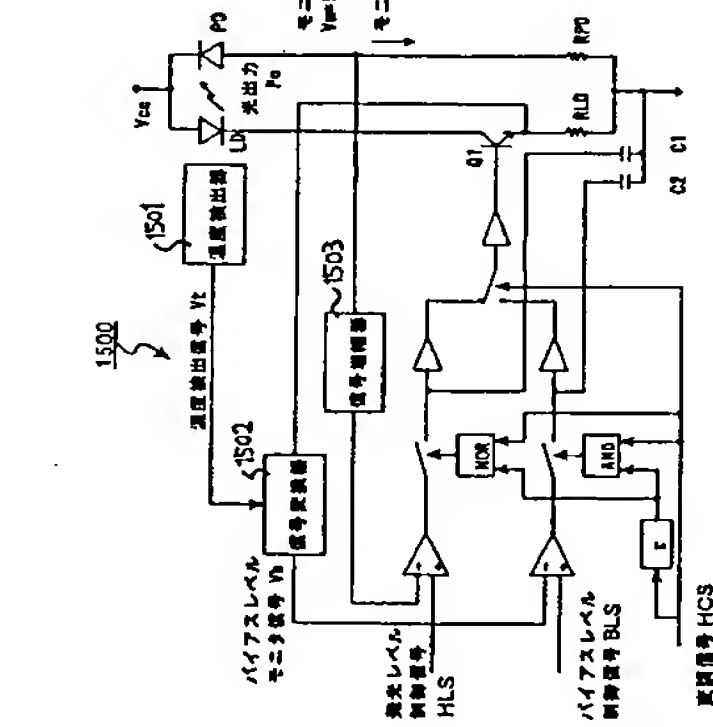 1500
Vcc
PD
モニ
モニ
光出力
Po
LD
1501
温度検出器
温度検出信号 Vt
1502
信号変換器
1503
信号増幅器
Q1
RPD
RLD
C1
C2
NOR
AND
τ
バイアスレベル
モニタ信号 Vb
発光レベル
制御信号
HLS
バイアスレベル
制御信号 BLS
変調信号 HCS